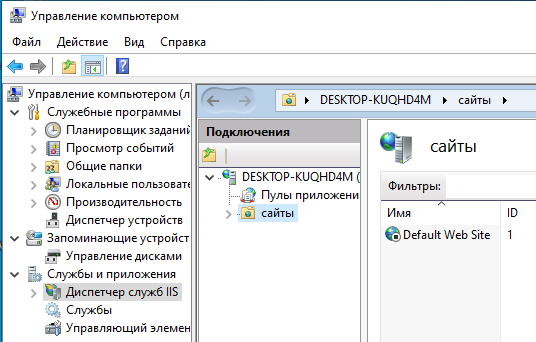 Управление компьютером
Файл Действие Вид Справка
Управление компьютером (л
Служебные программы
Планировщик заданий
Просмотр событий
Общие папки
Локальные пользовате
Производительность
Диспетчер устройств
Запоминающие устройст
Управление дисками
Службы и приложения
Диспетчер служб IIS
Службы
Управляющий элемен
DESKTOP-KUQHD4M сайты
Подключения
DESKTOP-KUQHD4M (
Пулы приложени
сайты
сайты
Фильтры:
Имя ID
Default Web Site 1